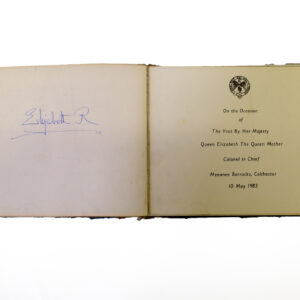 Elizabeth R
On the Occasion
of
The Visit By Her Majesty
Queen Elizabeth The Queen Mother
Colonel in Chief
Myanee Barracks, Colchester
10 May 1983